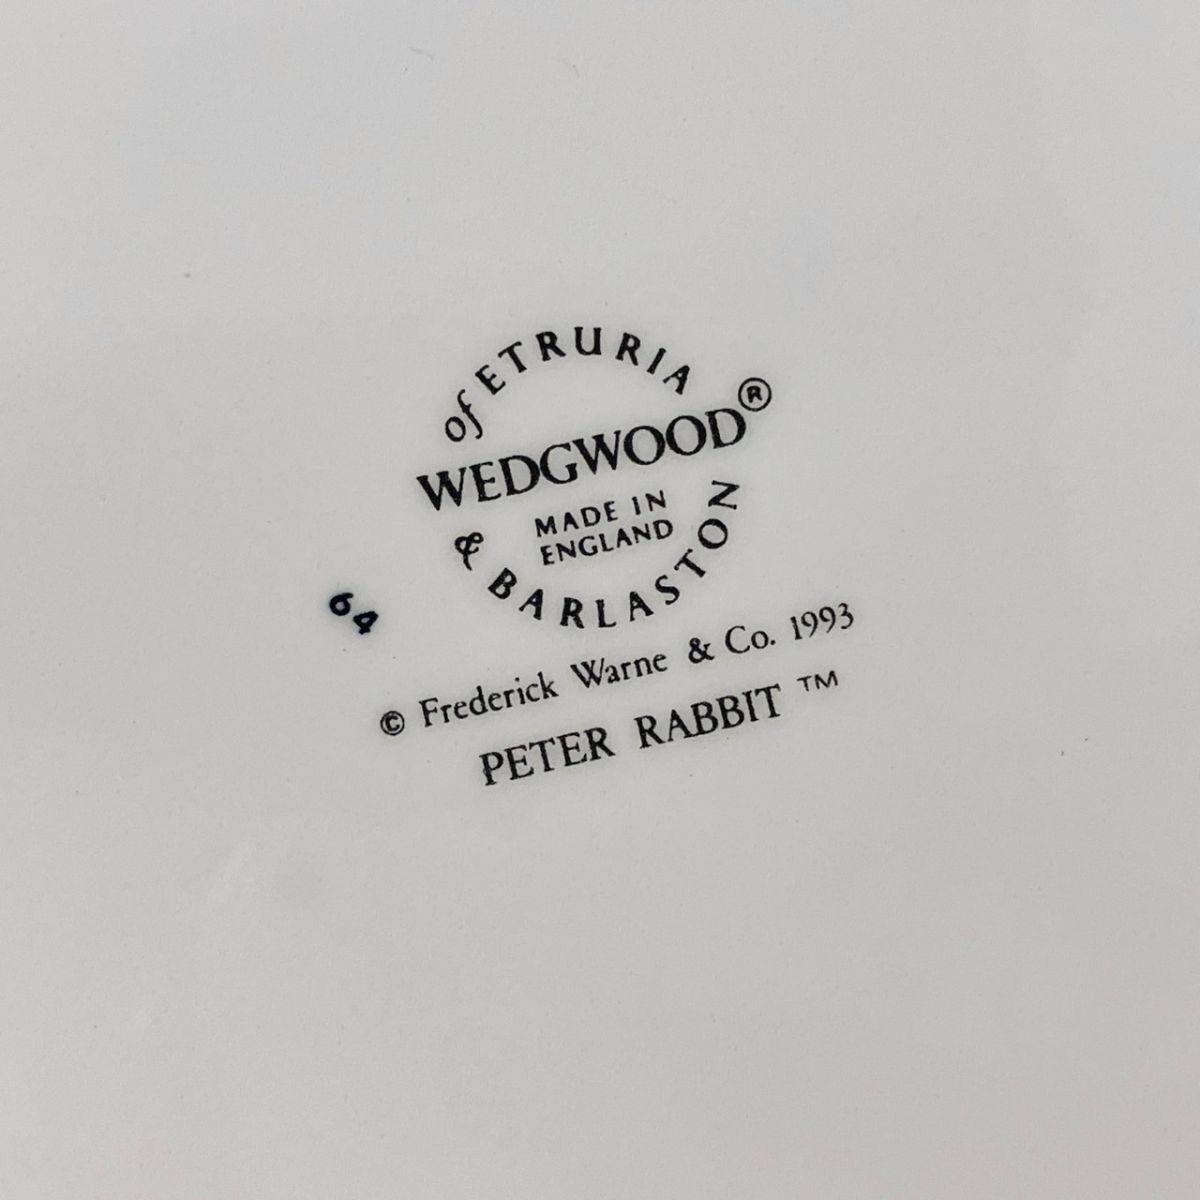 of ETRURIA
WEDGWOOD®
MADE IN
ENGLAND
& BARLASTON
64
© Frederick Warne & Co. 1993
PETER RABBIT ™